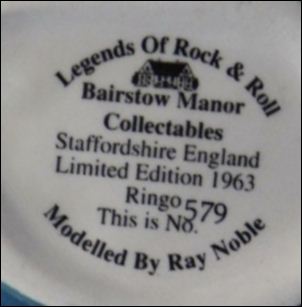 Legends Of Rock & Roll
Bairstow Manor
Collectables
Staffordshire England
Limited Edition 1963
Ringo
This is No. 579
Modelled By Ray Noble